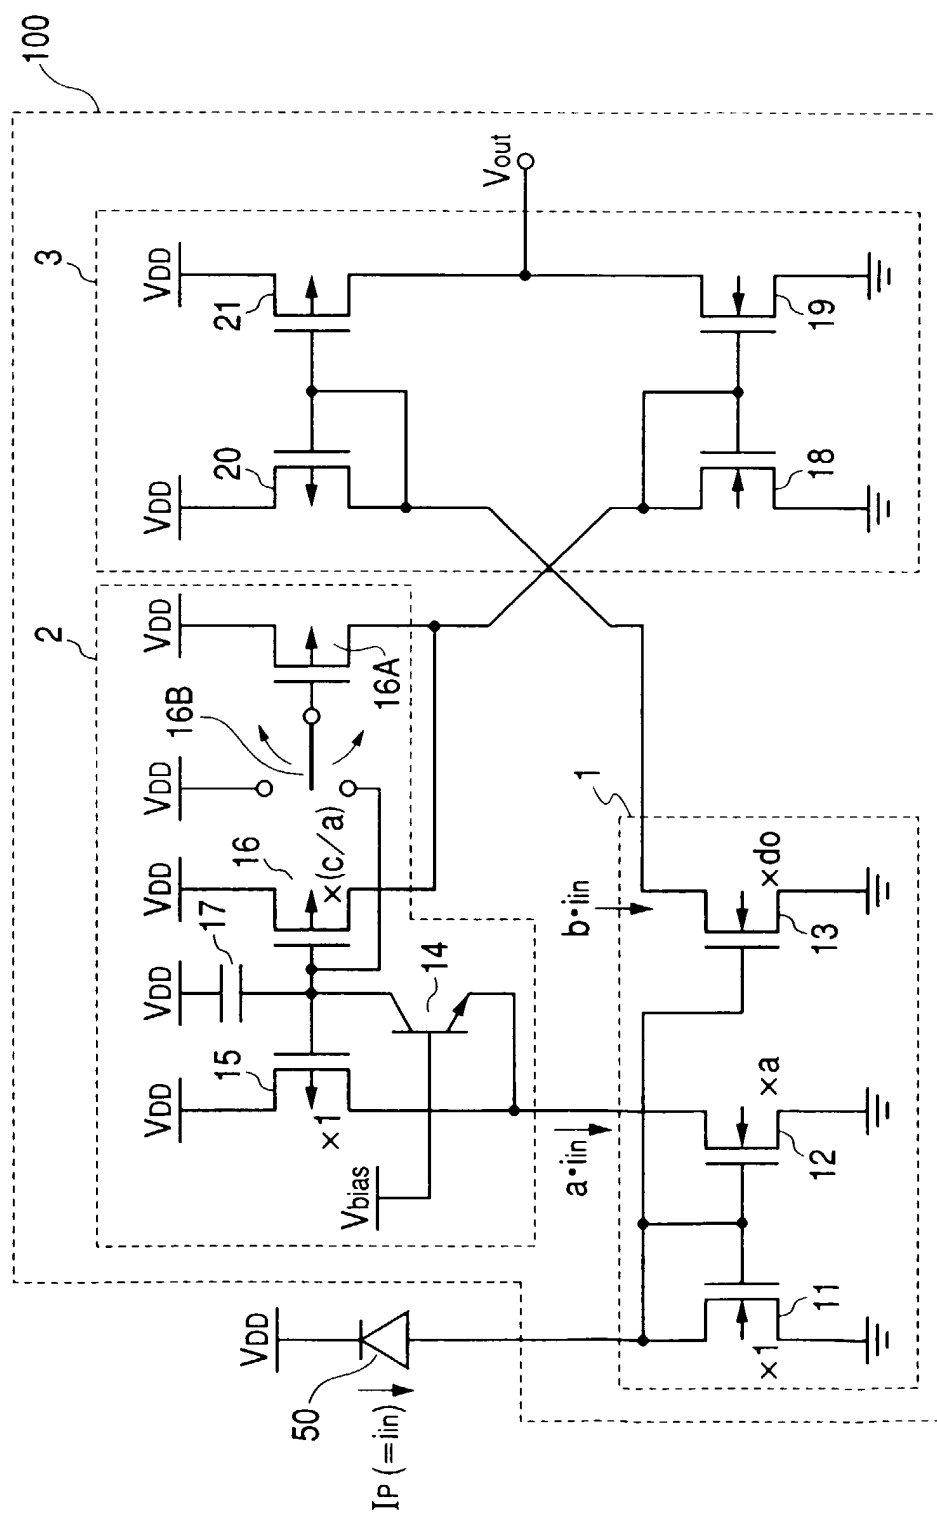 100
3
VDD
VDD
20
21
Vout
18
19
2
VDD
VDD
VDD
VDD
VDD
15
17
16
16B
16A
×1
×(c/a)
14
Vbias
VDD
50
IP (=iin)
a•iin
b•iin
1
×1
11
12
×a
13
×do